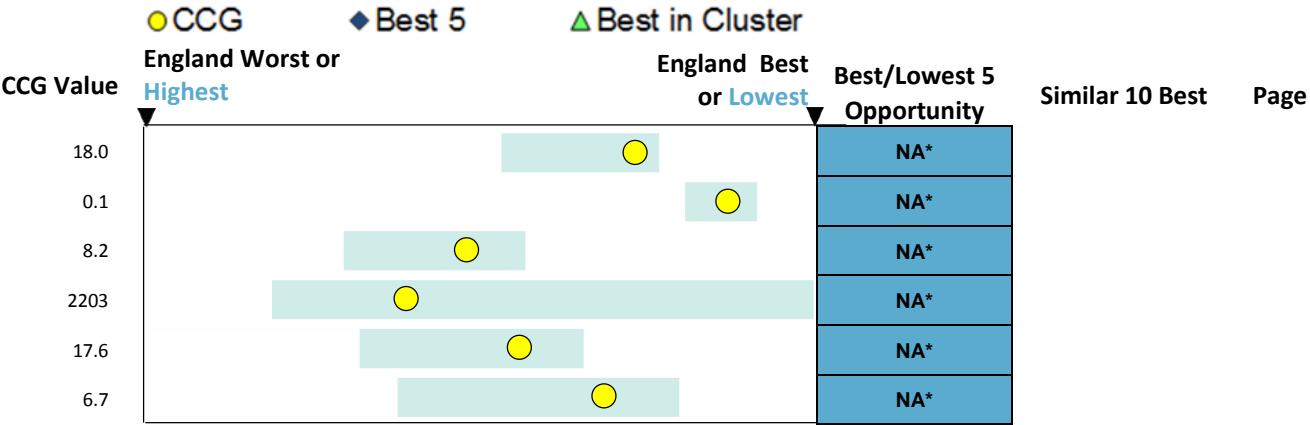 CCG Best 5 Best in Cluster
CCG Value
England Worst or
Highest
England Best
or Lowest
Best/Lowest 5
Opportunity
Similar 10 Best
Page
18.0 NA*
0.1 NA*
8.2 NA*
2203 NA*
17.6 NA*
6.7 NA*